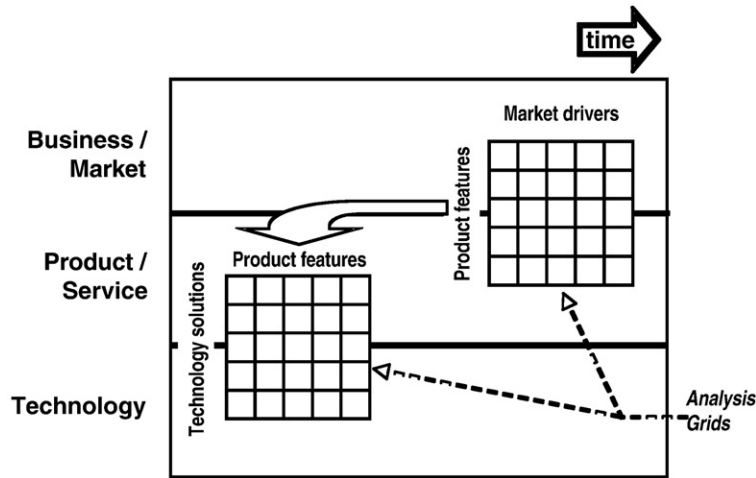 time
Market drivers
Business /
Market
Product features
Product features
Product /
Service
Technology solutions
Technology
Analysis
Grids